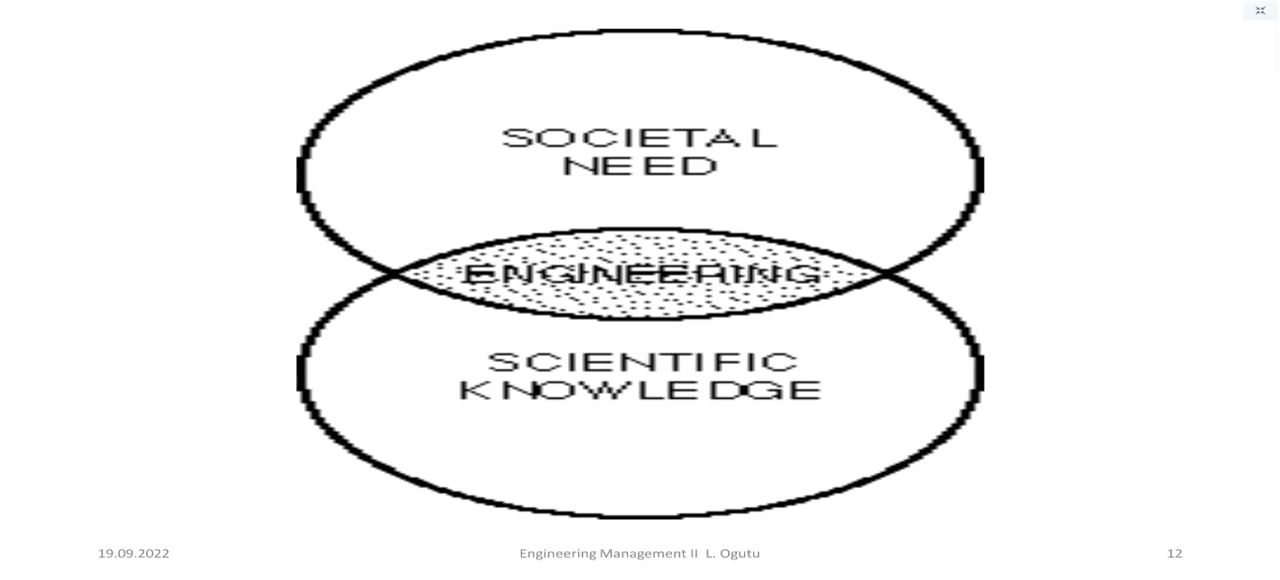 SOCIETAL
NEED
ENGINEERING
SCIENTIFIC
KNOWLEDGE
19.09.2022
Engineering Management II L. Ogutu
12